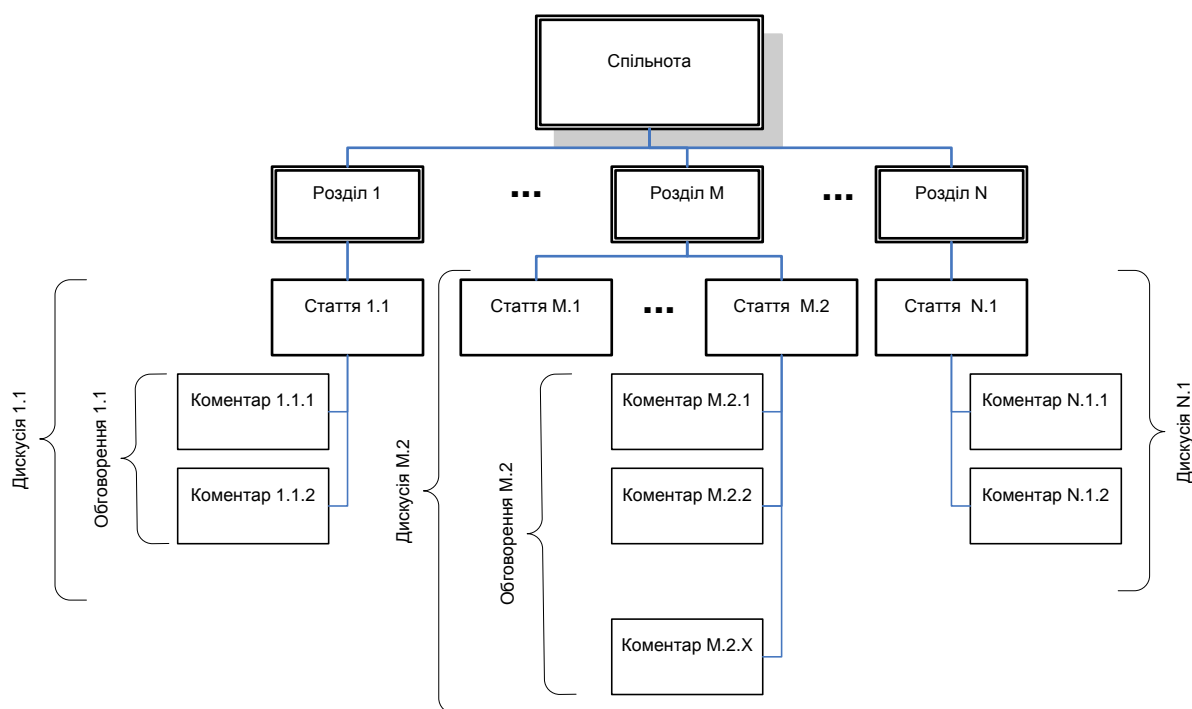 Спільнота
Розділ 1
...
Розділ М
...
Розділ N
Стаття 1.1
Стаття М.1
...
Стаття М.2
Стаття N.1
Дискусія 1.1
Обговорення 1.1
Коментар 1.1.1
Коментар 1.1.2
Дискусія М.2
Обговорення М.2
Коментар М.2.1
Коментар М.2.2
Коментар М.2.Х
Коментар N.1.1
Коментар N.1.2
Дискусія N.1